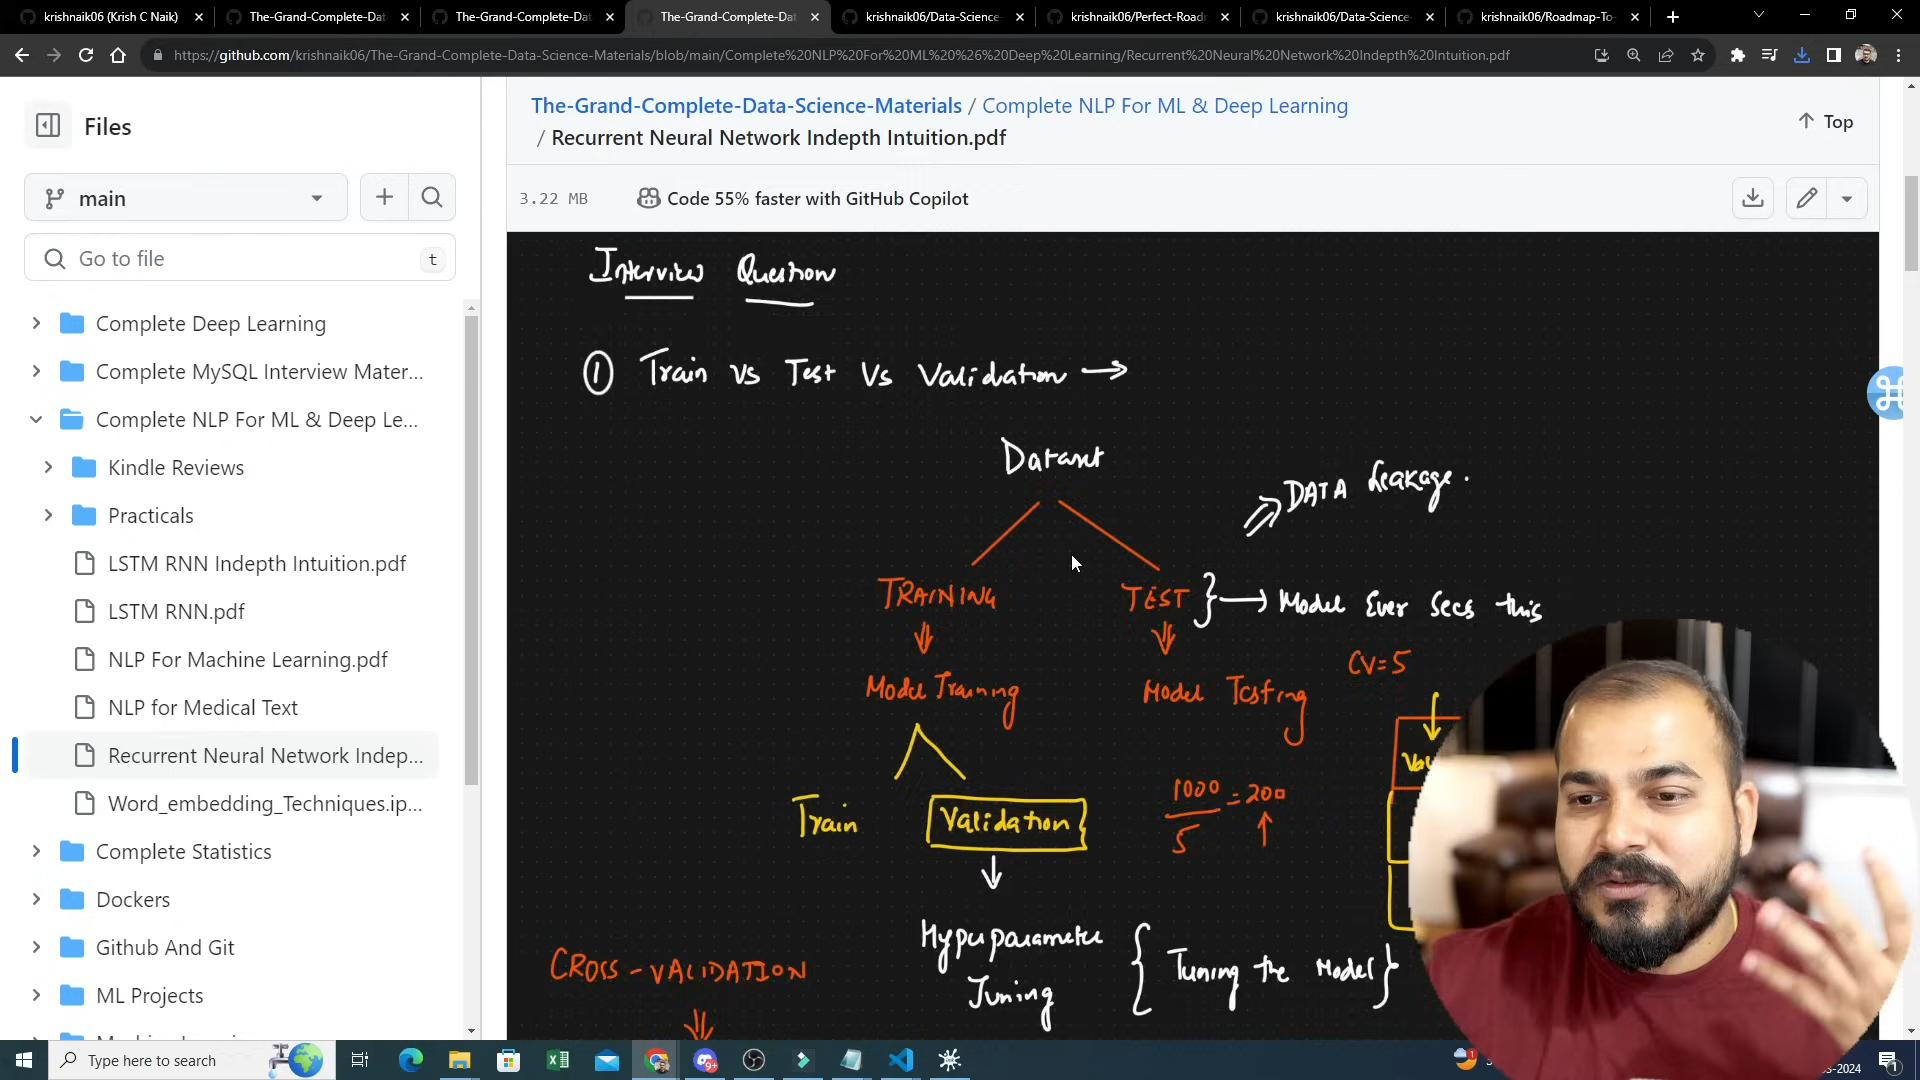 krishnaik06 (Krish C Naik)
The-Grand-Complete-Dat
The-Grand-Complete-Dat
The-Grand-Complete-Dat
krishnaik06/Data-Science-
krishnaik06/Perfect-Roadm
krishnaik06/Data-Science-
krishnaik06/Roadmap-To-
https://github.com/krishnaik06/The-Grand-Complete-Data-Science-Materials/blob/main/Complete%20NLP%20For%20ML%20%26%20Deep%20Learning/Recurrent%20Neural%20Network%20Indepth%20Intuition.pdf
Files
main
Go to file
t
Complete Deep Learning
Complete MySQL Interview Mater...
Complete NLP For ML & Deep Le...
Kindle Reviews
Practicals
LSTM RNN Indepth Intuition.pdf
LSTM RNN.pdf
NLP For Machine Learning.pdf
NLP for Medical Text
Recurrent Neural Network Indep...
Word_embedding_Techniques.ip...
Complete Statistics
Dockers
Github And Git
ML Projects
The-Grand-Complete-Data-Science-Materials / Complete NLP For ML & Deep Learning
/ Recurrent Neural Network Indepth Intuition.pdf
Top
3.22 MB
Code 55% faster with GitHub Copilot
Interview Question
① Train vs Test Vs Validation →
Dataset
DATA Leakage.
TRAINING
TEST } → Model Ever Sees this
Model Training
Model Testing
CV=5
Train
Validation
1000
5
= 200
Hyperparameter
Tuning
{ Tuning the Model }
CROSS-VALIDATION
Type here to search
-2024